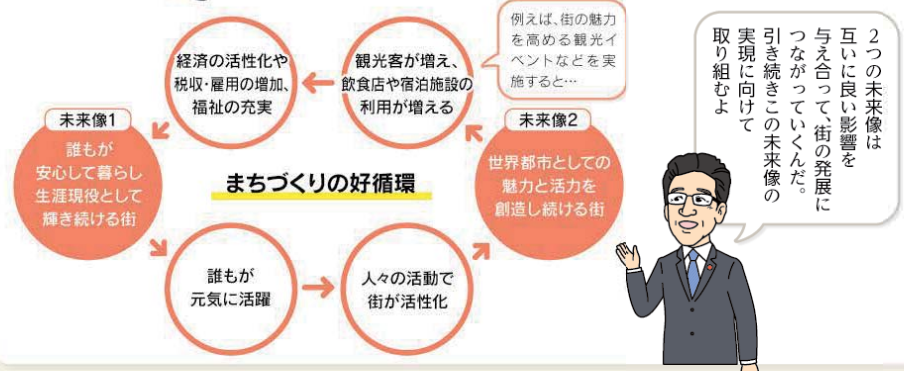 例えば、街の魅力
を高める観光イ
ベントなどを実
施すると…
経済の活性化や
税収・雇用の増加、
福祉の充実
観光客が増え、
飲食店や宿泊施設の
利用が増える
未来像1
誰もが
安心して暮らし
生涯現役として
輝き続ける街
まちづくりの好循環
未来像2
世界都市としての
魅力と活力を
創造し続ける街
誰もが
元気に活躍
人々の活動で
街が活性化
2つの未来像は
互いに良い影響を
与え合って、街の発展に
つながっていくんだ。
引き続きこの未来像の
実現に向けて
取り組むよ